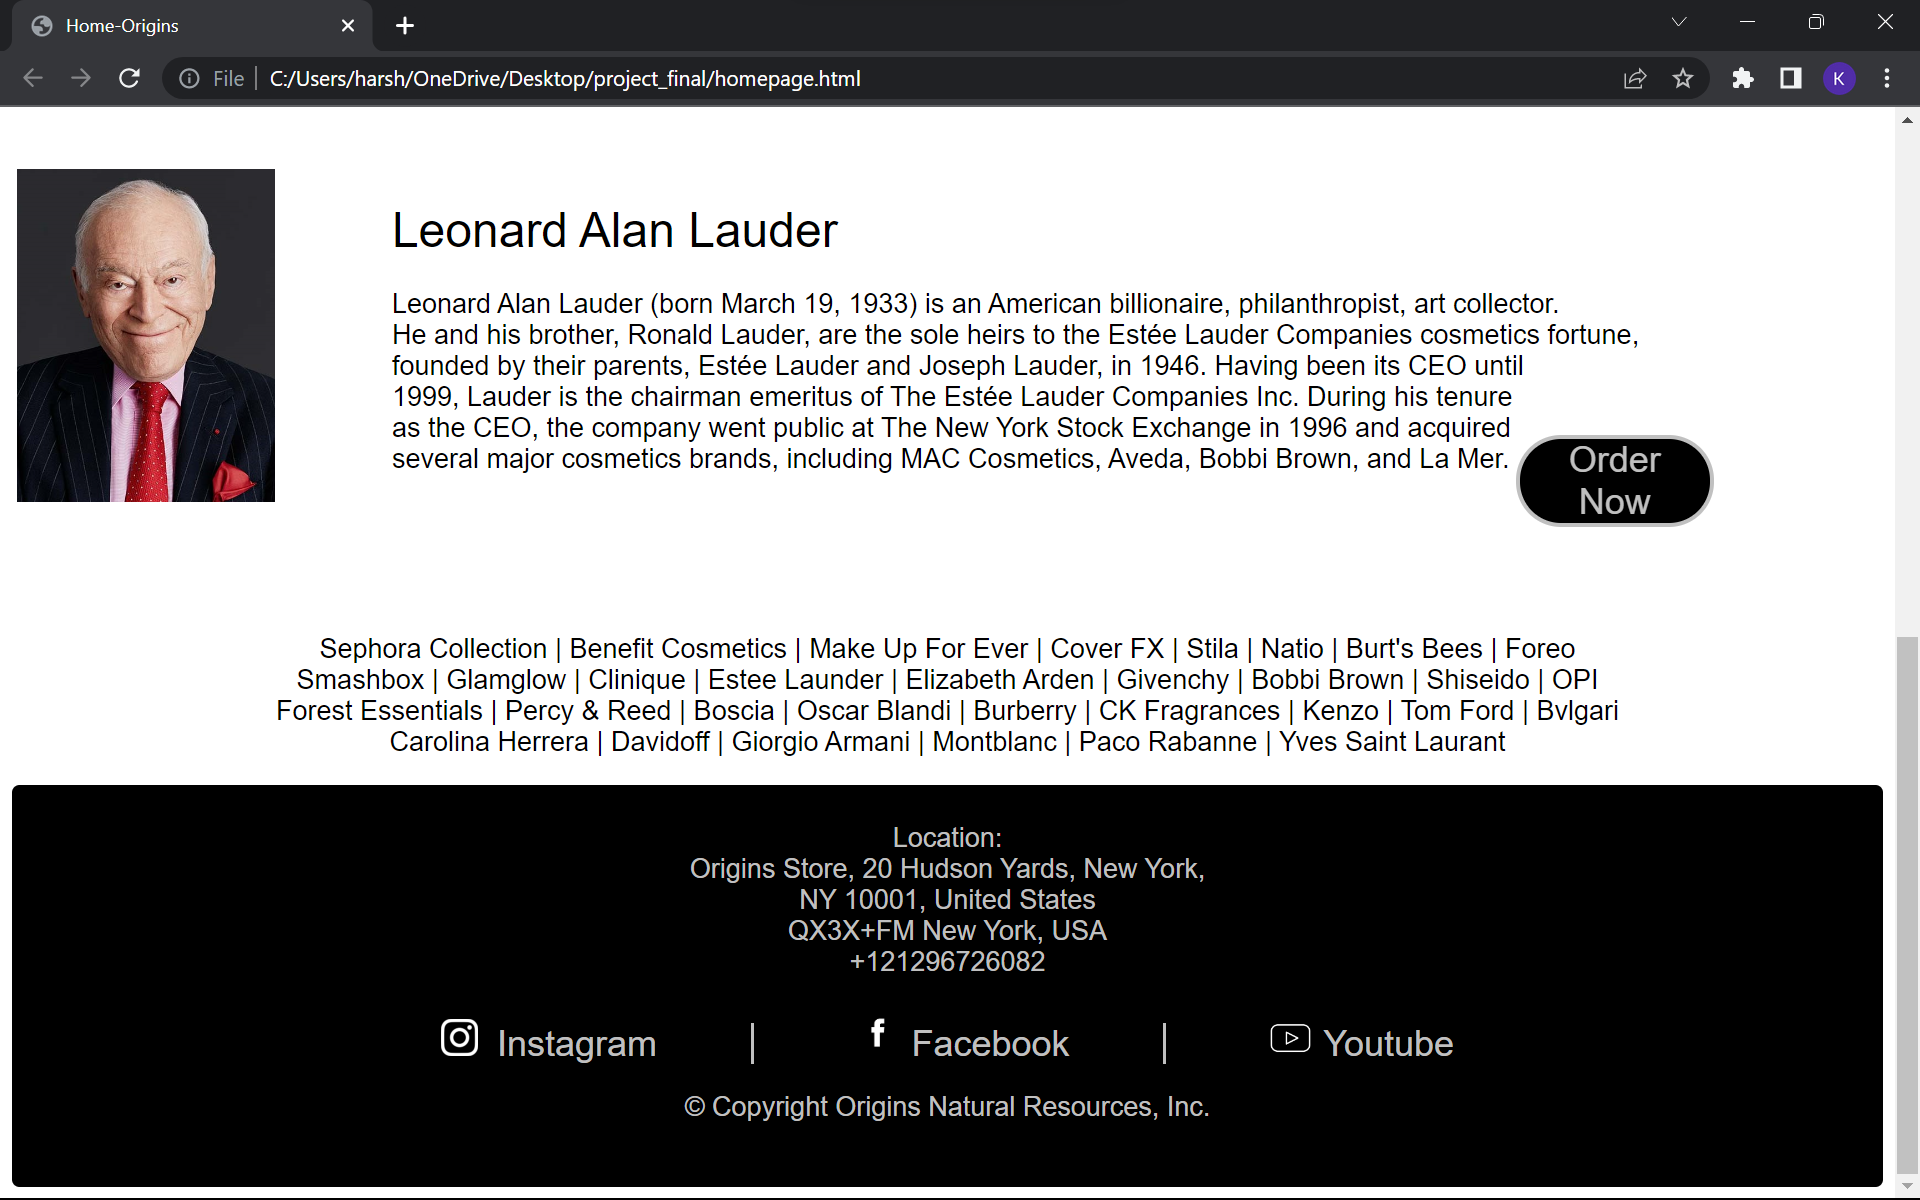 Home-Origins
File
C:/Users/harsh/OneDrive/Desktop/project_final/homepage.html
K
Leonard Alan Lauder
Leonard Alan Lauder (born March 19, 1933) is an American billionaire, philanthropist, art collector.
He and his brother, Ronald Lauder, are the sole heirs to the Estée Lauder Companies cosmetics fortune,
founded by their parents, Estée Lauder and Joseph Lauder, in 1946. Having been its CEO until
1999, Lauder is the chairman emeritus of The Estée Lauder Companies Inc. During his tenure
as the CEO, the company went public at The New York Stock Exchange in 1996 and acquired
several major cosmetics brands, including MAC Cosmetics, Aveda, Bobbi Brown, and La Mer.
Order
Now
Sephora Collection | Benefit Cosmetics | Make Up For Ever | Cover FX | Stila | Natio | Burt's Bees | Foreo
Smashbox | Glamglow | Clinique | Estee Launder | Elizabeth Arden | Givenchy | Bobbi Brown | Shiseido | OPI
Forest Essentials | Percy & Reed | Boscia | Oscar Blandi | Burberry | CK Fragrances | Kenzo | Tom Ford | Bvlgari
Carolina Herrera | Davidoff | Giorgio Armani | Montblanc | Paco Rabanne | Yves Saint Laurant
Location:
Origins Store, 20 Hudson Yards, New York,
NY 10001, United States
QX3X+FM New York, USA
+121296726082
Instagram | Facebook | Youtube
© Copyright Origins Natural Resources, Inc.